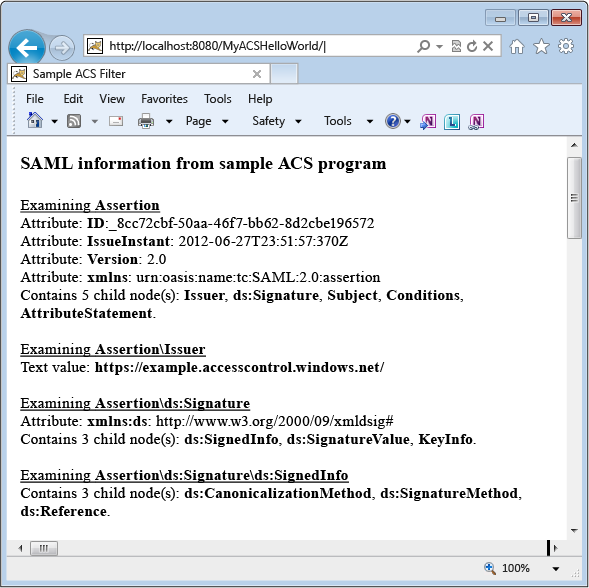 http://localhost:8080/MyACSHelloWorld/
Sample ACS Filter
File Edit View Favorites Tools Help
Page Safety Tools
SAML information from sample ACS program
Examining Assertion
Attribute: ID:_8cc72cbf-50aa-46f7-bb62-8d2cbe196572
Attribute: IssueInstant: 2012-06-27T23:51:57:370Z
Attribute: Version: 2.0
Attribute: xmlns: urn:oasis:name:tc:SAML:2.0:assertion
Contains 5 child node(s): Issuer, ds:Signature, Subject, Conditions,
AttributeStatement.
Examining Assertion\Issuer
Text value: https://example.accesscontrol.windows.net/
Examining Assertion\ds:Signature
Attribute: xmlns:ds: http://www.w3.org/2000/09/xmldsig#
Contains 3 child node(s): ds:SignedInfo, ds:SignatureValue, KeyInfo.
Examining Assertion\ds:Signature\ds:SignedInfo
Contains 3 child node(s): ds:CanonicalizationMethod, ds:SignatureMethod,
ds:Reference.
100%